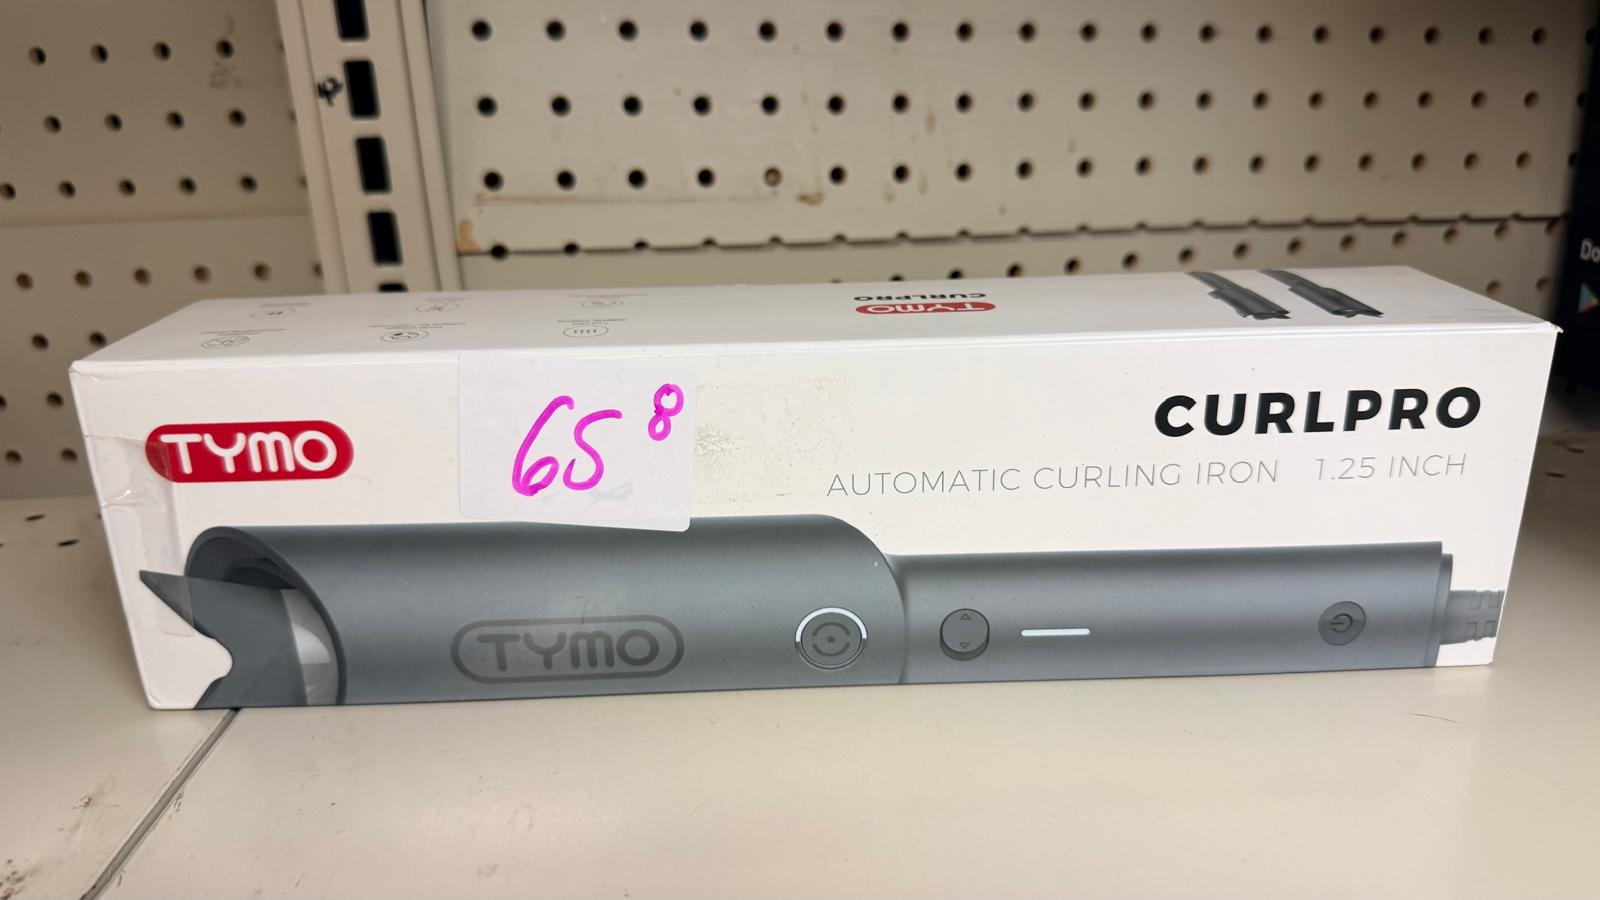 CURLPRO
TYMO
TYMO
65 8
CURLPRO
AUTOMATIC CURLING IRON 1.25 INCH
TYMO